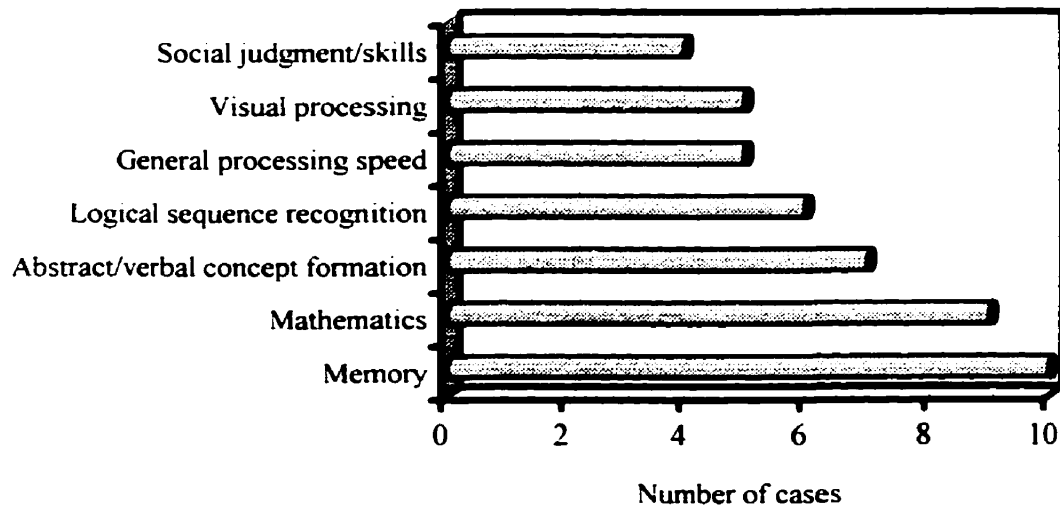 Social judgment/skills
Visual processing
General processing speed
Logical sequence recognition
Abstract/verbal concept formation
Mathematics
Memory
0 2 4 6 8 10
Number of cases